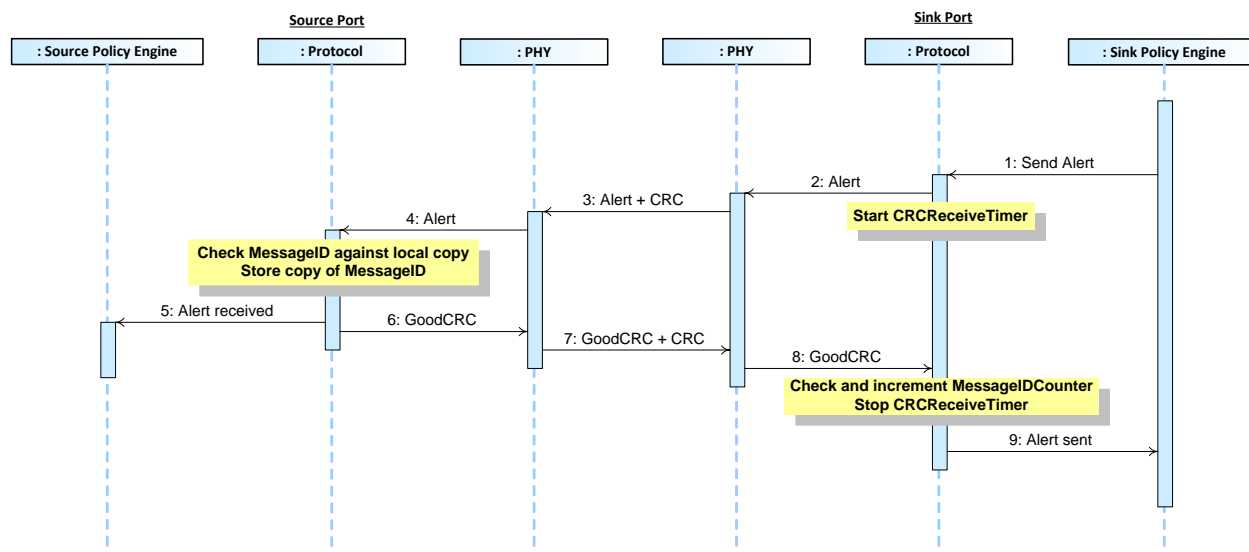 Source Port
Sink Port
: Source Policy Engine
: Protocol
: PHY
: PHY
: Protocol
: Sink Policy Engine
1: Send Alert
2: Alert
3: Alert + CRC
Start CRCReceiveTimer
4: Alert
Check MessageID against local copy
Store copy of MessageID
5: Alert received
6: GoodCRC
7: GoodCRC + CRC
8: GoodCRC
Check and increment MessageIDCounter
Stop CRCReceiveTimer
9: Alert sent